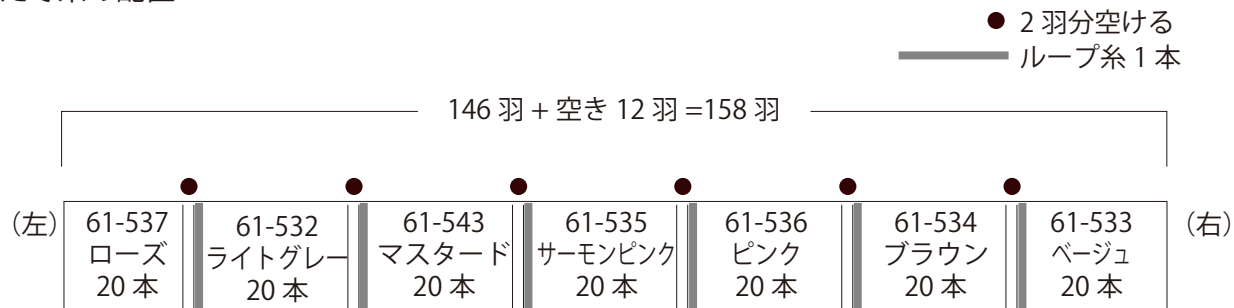 ● 2 羽分空ける
ループ糸 1 本
146 羽 + 空き 12 羽 =158 羽
(左)
61-537
ローズ
20 本
61-532
ライトグレー
20 本
61-543
マスタード
20 本
61-535
サーモンピンク
20 本
61-536
ピンク
20 本
61-534
ブラウン
20 本
61-533
ベージュ
20 本
(右)